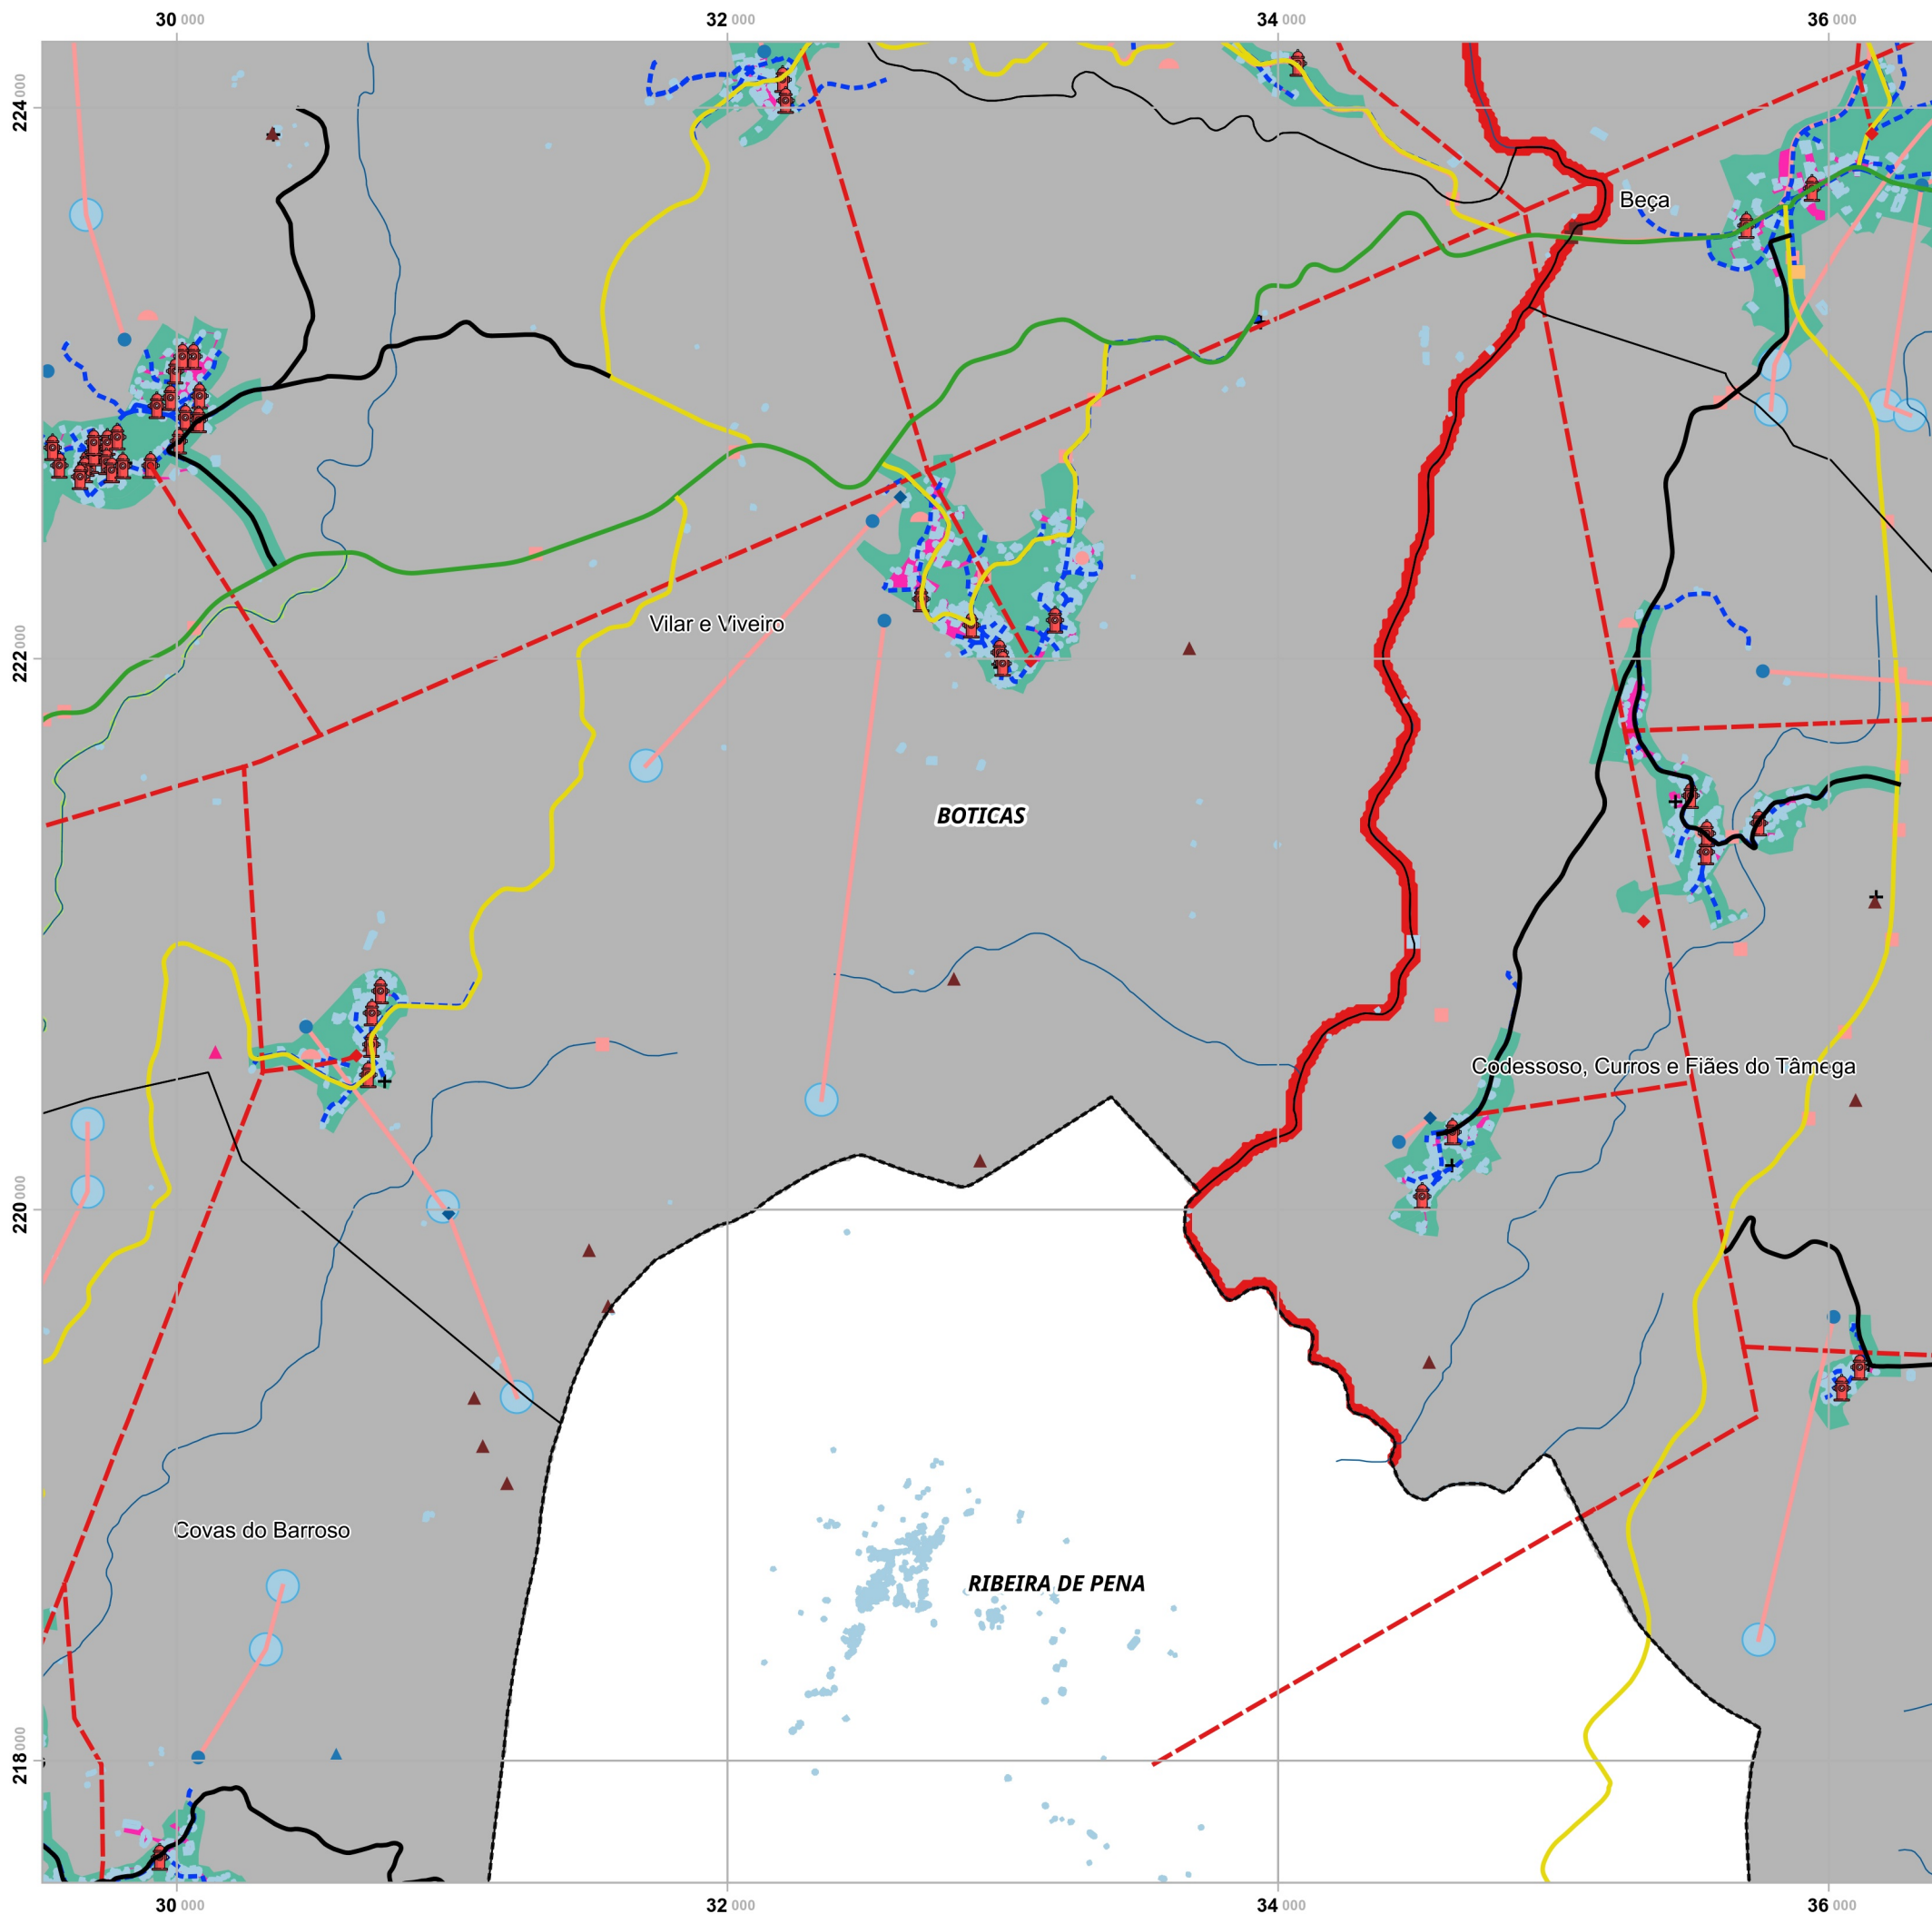 30 000 32 000 34 000 36 000
224 000
Beça
222 000
Vilar e Viveiro
BOTICAS
Codessoso, Curros e Fiães do Tâmega
220 000
Covas do Barroso
RIBEIRA DE PENA
218 000
30 000 32 000 34 000 36 000